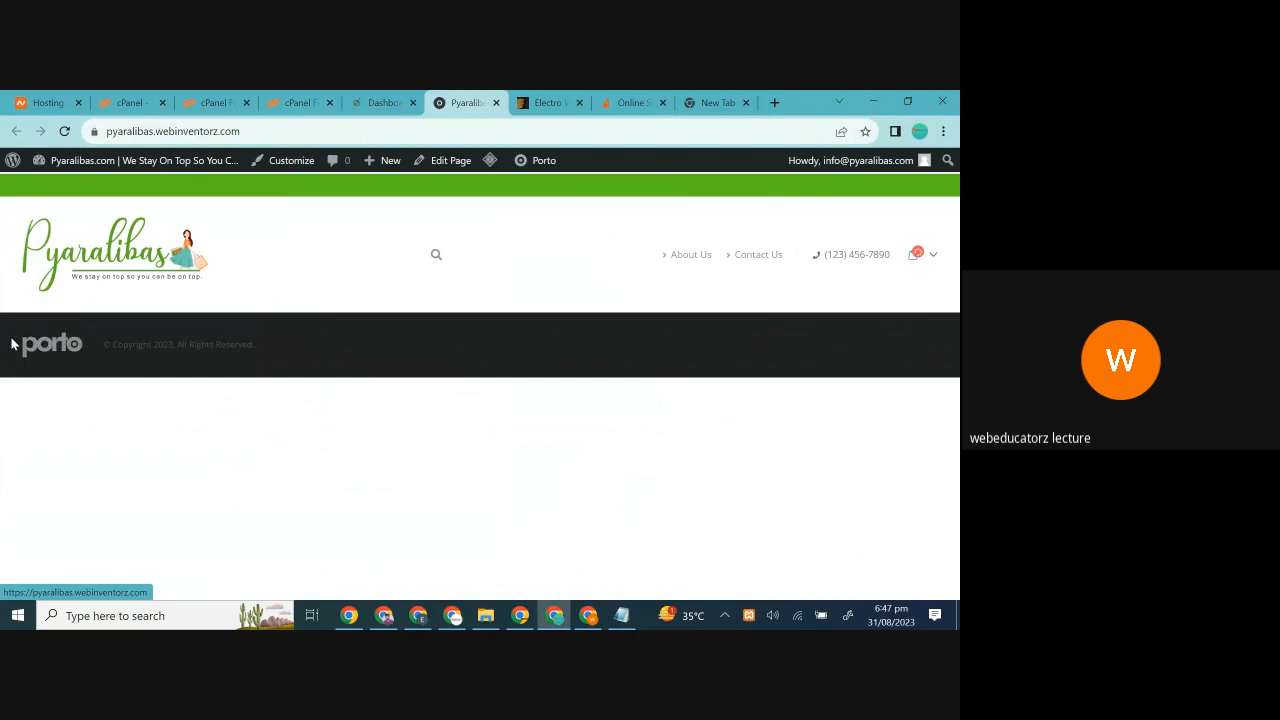 Hosting
cPanel -
cPanel F
cPanel F
Dashbo
Pyaralib
Electro
Online S
New Tab
pyaralibas.webinventorz.com
Pyaralibas.com | We Stay On Top So You C...
Customize
0
New
Edit Page
Porto
Howdy, info@pyaralibas.com
Pyaralibas
We stay on top so you can be on top.
About Us
Contact Us
(123) 456-7890
porto
© Copyright 2023. All Rights Reserved.
W
webeducatorz lecture
https://pyaralibas.webinventorz.com
Type here to search
1
35°C
6:47 pm
31/08/2023